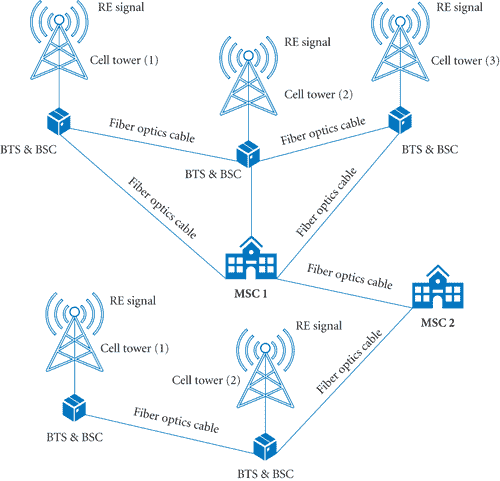 RE signal
RE signal
RE signal
Cell tower (1)
Cell tower (2)
Cell tower (3)
Fiber optics cable
Fiber optics cable
BTS & BSC
BTS & BSC
BTS & BSC
Fiber optics cable
Fiber optics cable
MSC 1
Fiber optics cable
MSC 2
RE signal
RE signal
Cell tower (1)
Cell tower (2)
Fiber optics cable
Fiber optics cable
BTS & BSC
BTS & BSC